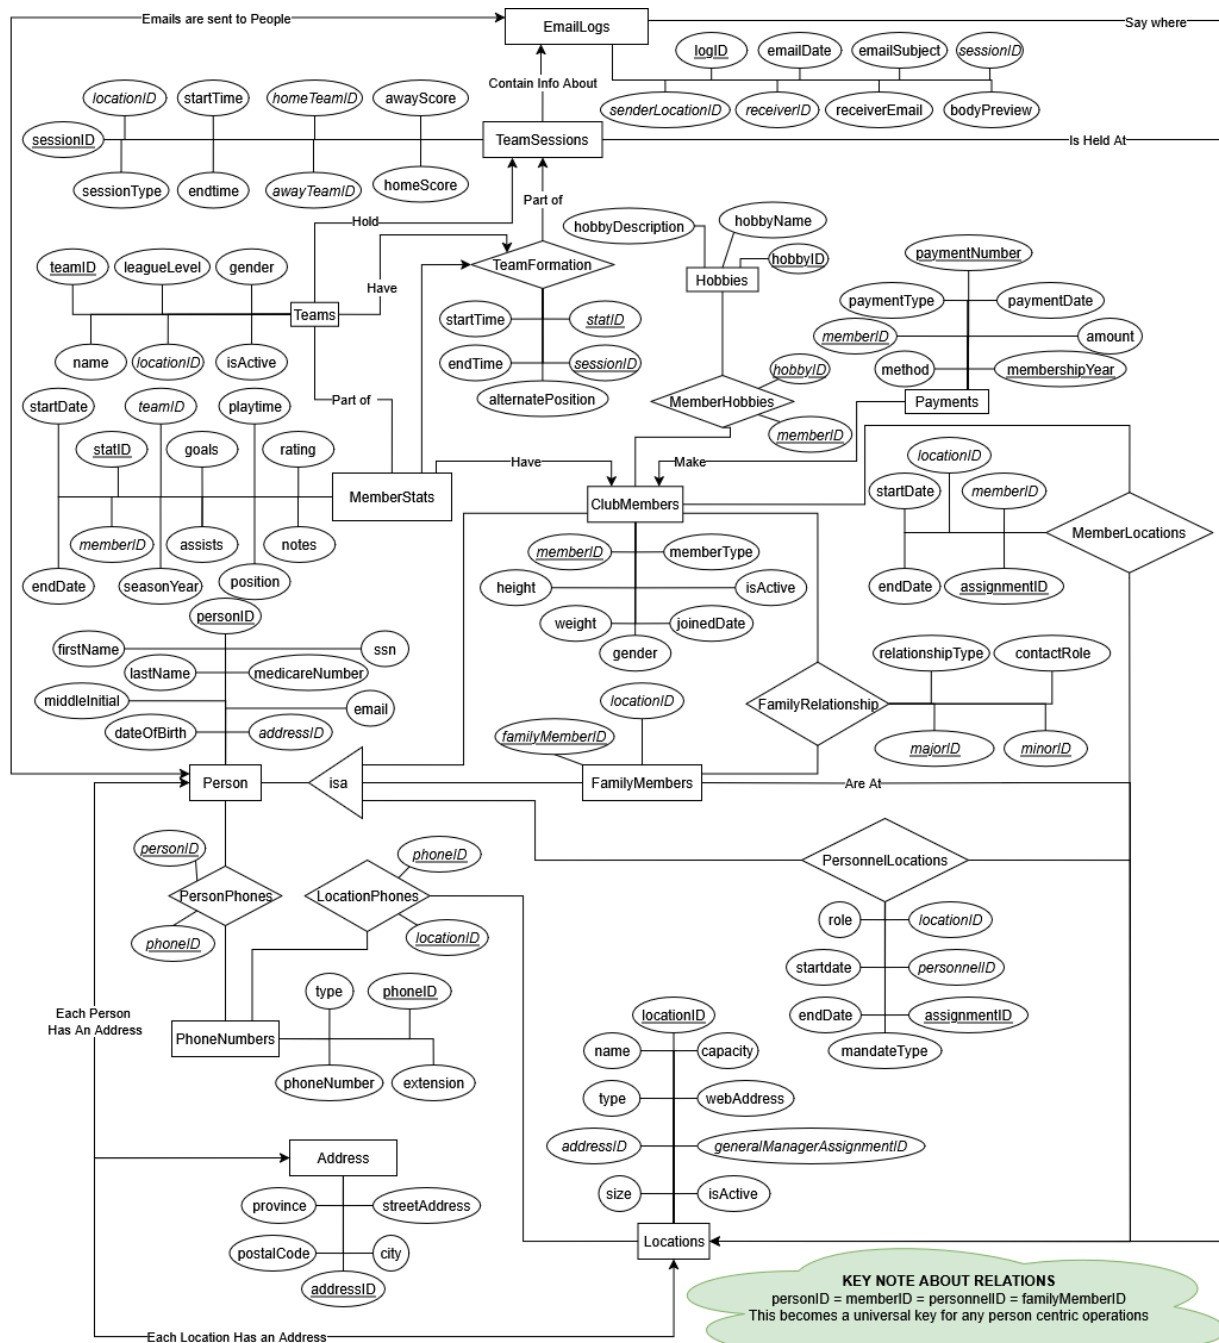 Emails are sent to People
EmailLogs
Say where
logID
emailDate
emailSubject
sessionID
senderLocationID
receiverID
receiverEmail
bodyPreview
Contain Info About
locationID
startTime
homeTeamID
awayScore
sessionID
TeamSessions
Is Held At
sessionType
endtime
awayTeamID
homeScore
Hold
Part of
hobbyDescription
hobbyName
hobbyID
Hobbies
paymentNumber
teamID
leagueLevel
gender
Have
TeamFormation
Teams
startTime
statID
paymentType
paymentDate
memberID
amount
name
locationID
isActive
endTime
sessionID
method
membershipYear
alternatePosition
hobbyID
MemberHobbies
memberID
Payments
startDate
teamID
playtime
Part of
statID
goals
rating
MemberStats
Have
Make
ClubMembers
memberID
assists
notes
endDate
seasonYear
position
locationID
startDate
memberID
MemberLocations
endDate
assignmentID
memberID
memberType
height
isActive
weight
joinedDate
gender
personID
firstName
ssn
lastName
medicareNumber
middleInitial
email
dateOfBirth
addressID
relationshipType
contactRole
FamilyRelationship
majorID
minorID
locationID
familyMemberID
Person
isa
FamilyMembers
Are At
personID
PersonPhones
phoneID
phoneID
LocationPhones
locationID
PersonnelLocations
role
locationID
startdate
personnelID
endDate
assignmentID
mandateType
Each Person
Has An Address
type
phoneID
PhoneNumbers
phoneNumber
extension
locationID
name
capacity
type
webAddress
addressID
generalManagerAssignmentID
size
isActive
Locations
Address
province
streetAddress
postalCode
city
addressID
Each Location Has an Address
KEY NOTE ABOUT RELATIONS
personID = memberID = personnelID = familyMemberID
This becomes a universal key for any person centric operations